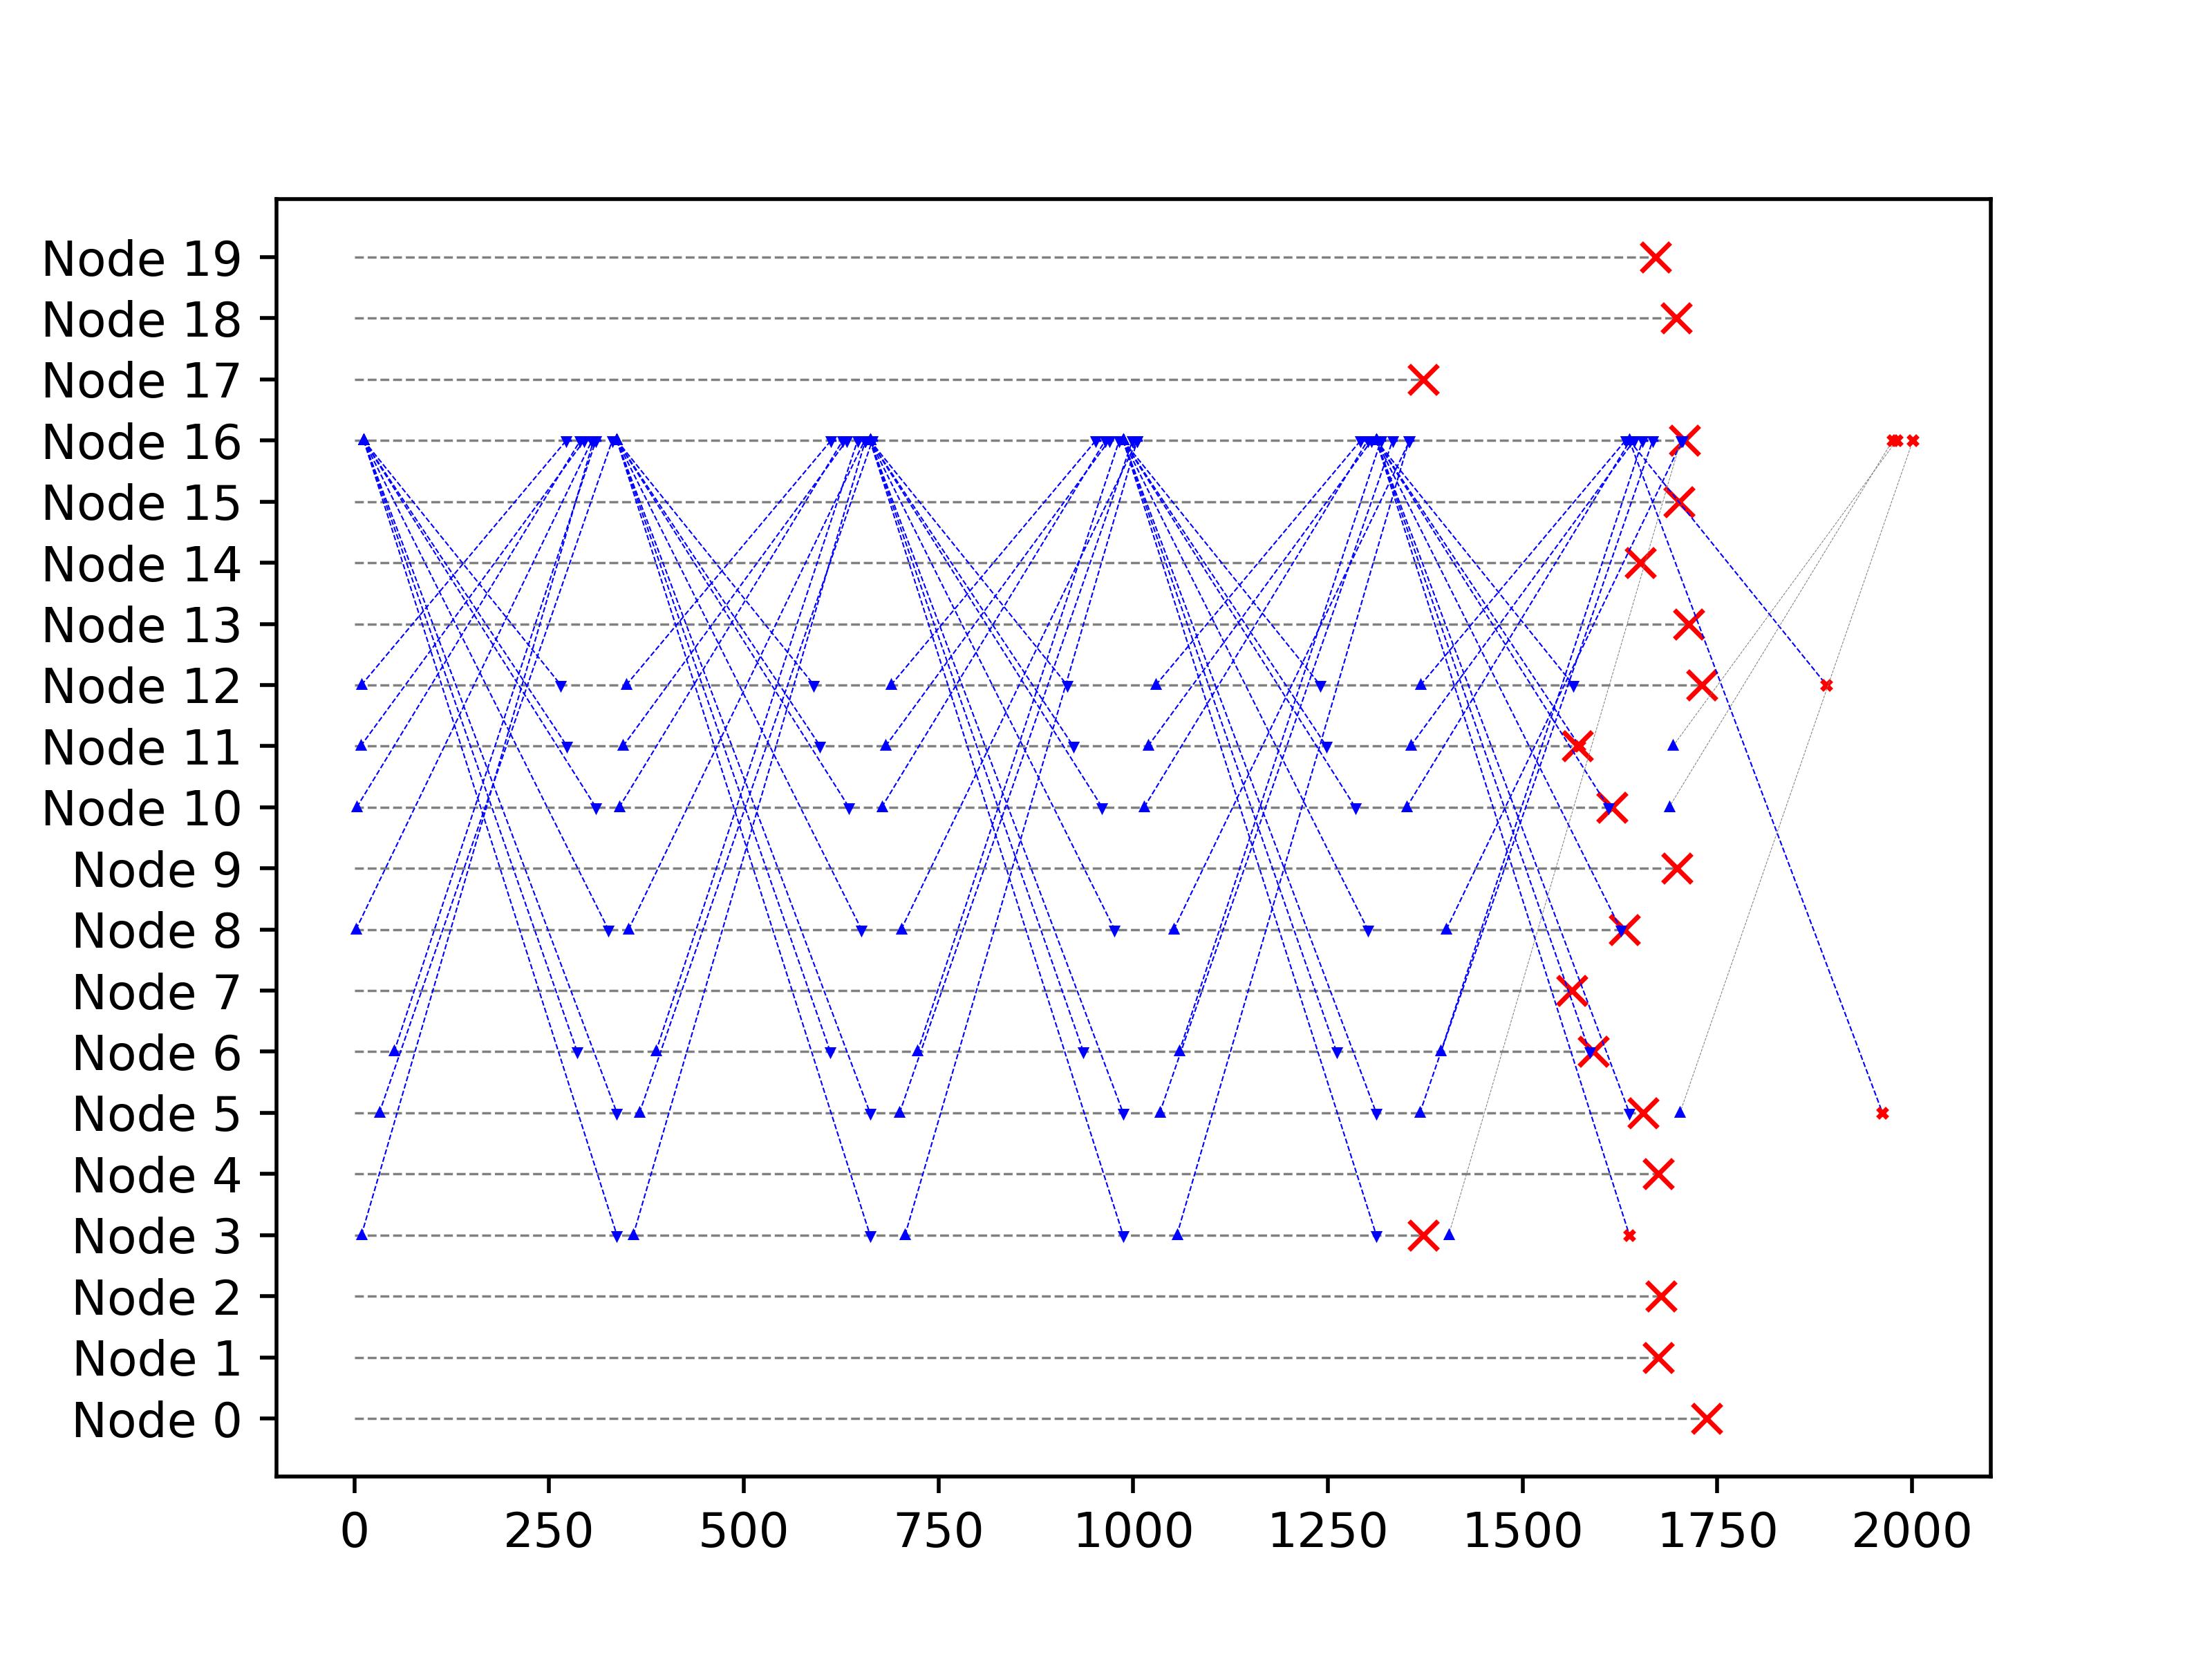 Node 19
Node 18
Node 17
Node 16
Node 15
Node 14
Node 13
Node 12
Node 11
Node 10
Node 9
Node 8
Node 7
Node 6
Node 5
Node 4
Node 3
Node 2
Node 1
Node 0
0 250 500 750 1000 1250 1500 1750 2000